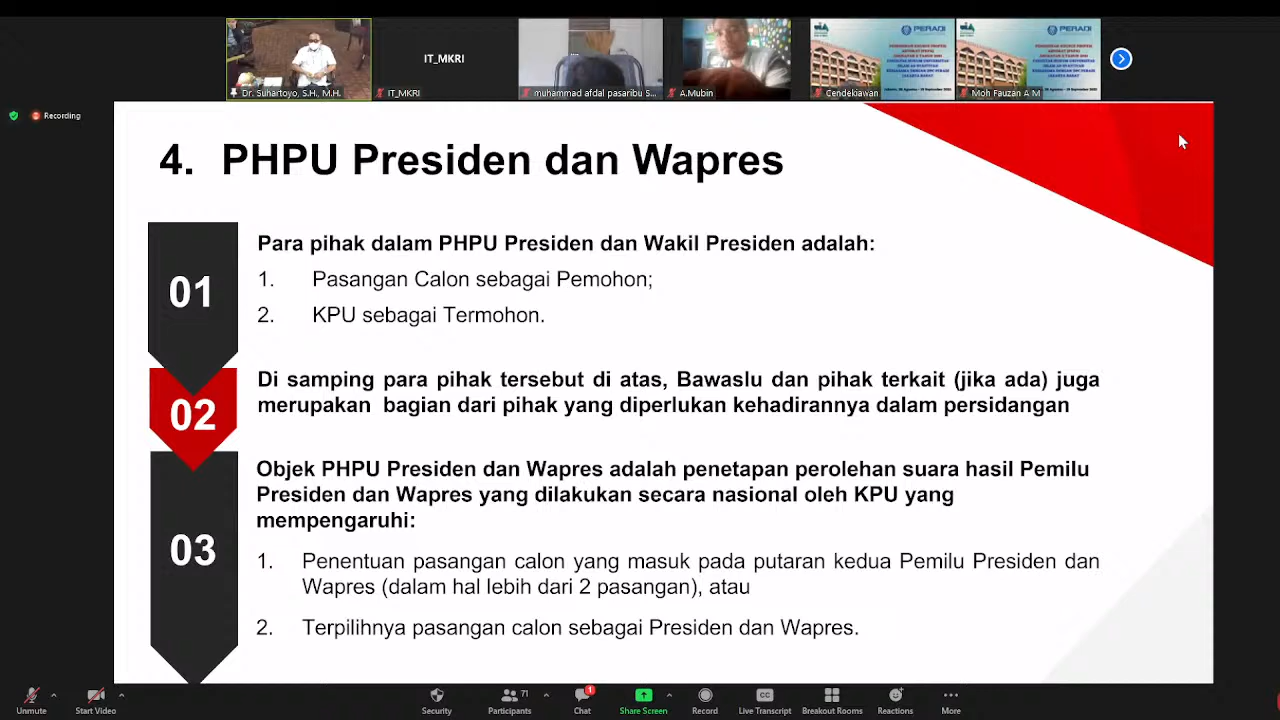 IT_MKRI
PERADI
PERADI
Dr. Suhartoyo, S.H., M.H.
IT_MKRI
muhammad afdal pasaribu S...
A.Mubin
Cendekiawan
Moh Fauzan A M
Recording
4. PHPU Presiden dan Wapres
01
Para pihak dalam PHPU Presiden dan Wakil Presiden adalah:
1. Pasangan Calon sebagai Pemohon;
2. KPU sebagai Termohon.
02
Di samping para pihak tersebut di atas, Bawaslu dan pihak terkait (jika ada) juga
merupakan bagian dari pihak yang diperlukan kehadirannya dalam persidangan
03
Objek PHPU Presiden dan Wapres adalah penetapan perolehan suara hasil Pemilu
Presiden dan Wapres yang dilakukan secara nasional oleh KPU yang
mempengaruhi:
1. Penentuan pasangan calon yang masuk pada putaran kedua Pemilu Presiden dan
Wapres (dalam hal lebih dari 2 pasangan), atau
2. Terpilihnya pasangan calon sebagai Presiden dan Wapres.
71
1
Unmute
Start Video
Security
Participants
Chat
Share Screen
Record
Live Transcript
Breakout Rooms
Reactions
More